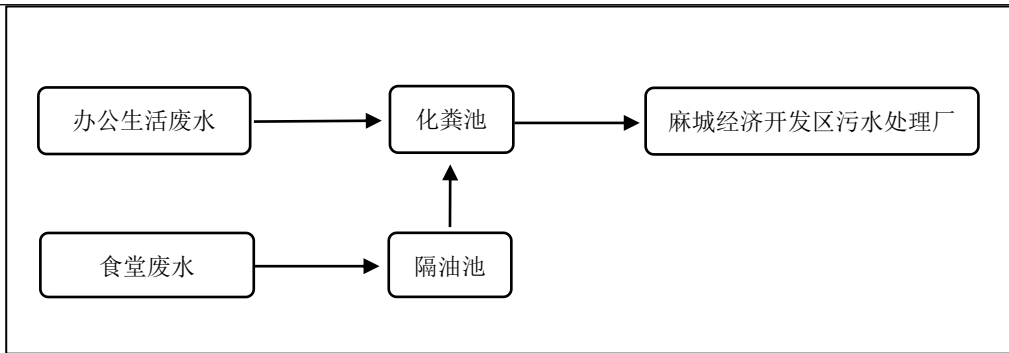 办公生活废水
化粪池
麻城经济开发区污水处理厂
食堂废水
隔油池